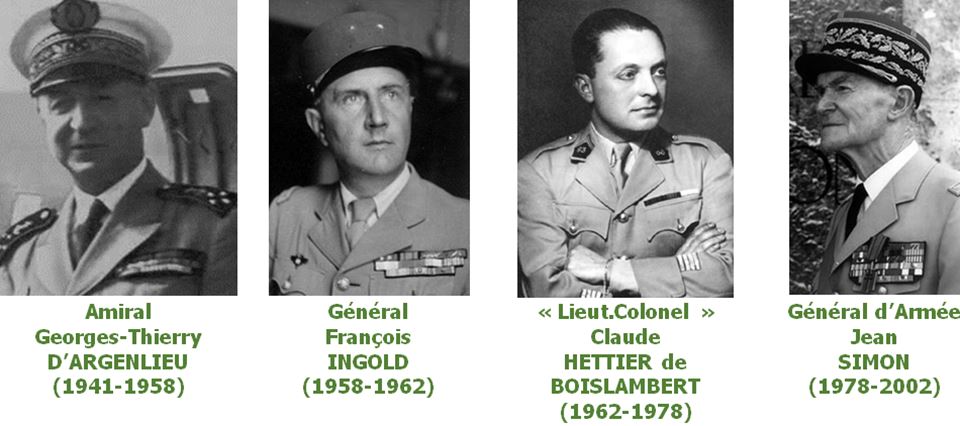 Amiral
Georges-Thierry
D'ARGENLIEU
(1941-1958)
Général
François
INGOLD
(1958-1962)
« Lieut.Colonel »
Claude
HETTIER de
BOISLAMBERT
(1962-1978)
Général d'Armée
Jean
SIMON
(1978-2002)